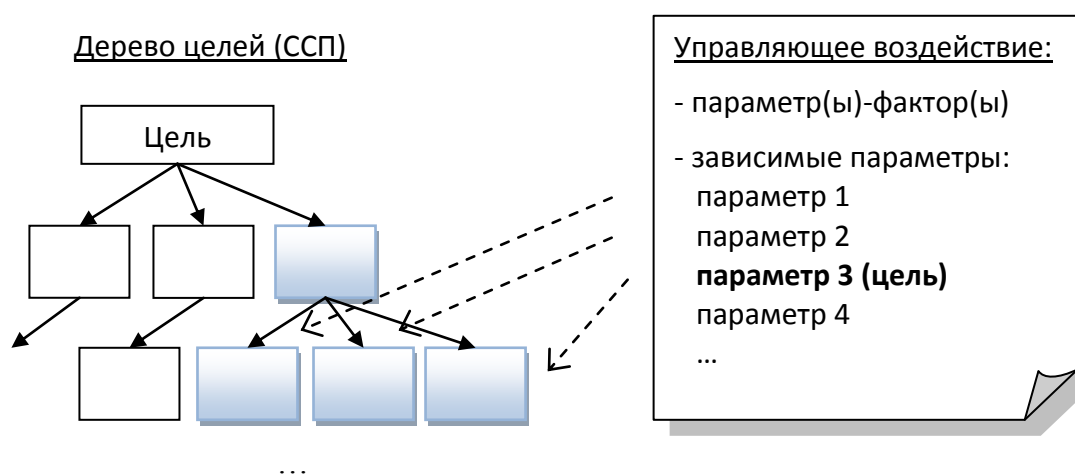 Дерево целей (ССП)
Цель
...
Управляющее воздействие:
- параметр(ы)-фактор(ы)
- зависимые параметры:
параметр 1
параметр 2
параметр 3 (цель)
параметр 4
...